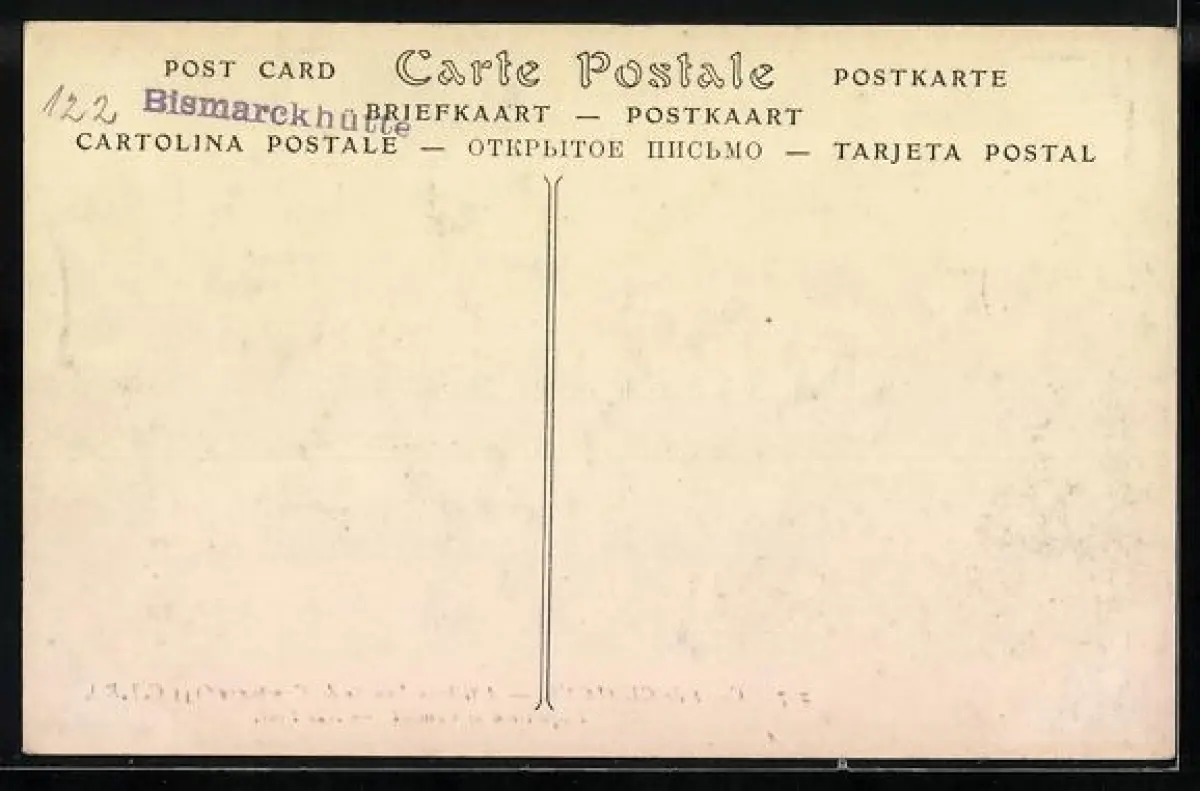 POST CARD Carte Postale POSTKARTE
122 Bismarckhütte
BRIEFKAART — POSTKAART
CARTOLINA POSTALE — ОТКРЫТОЕ ПИСЬМО — TARJETA POSTAL